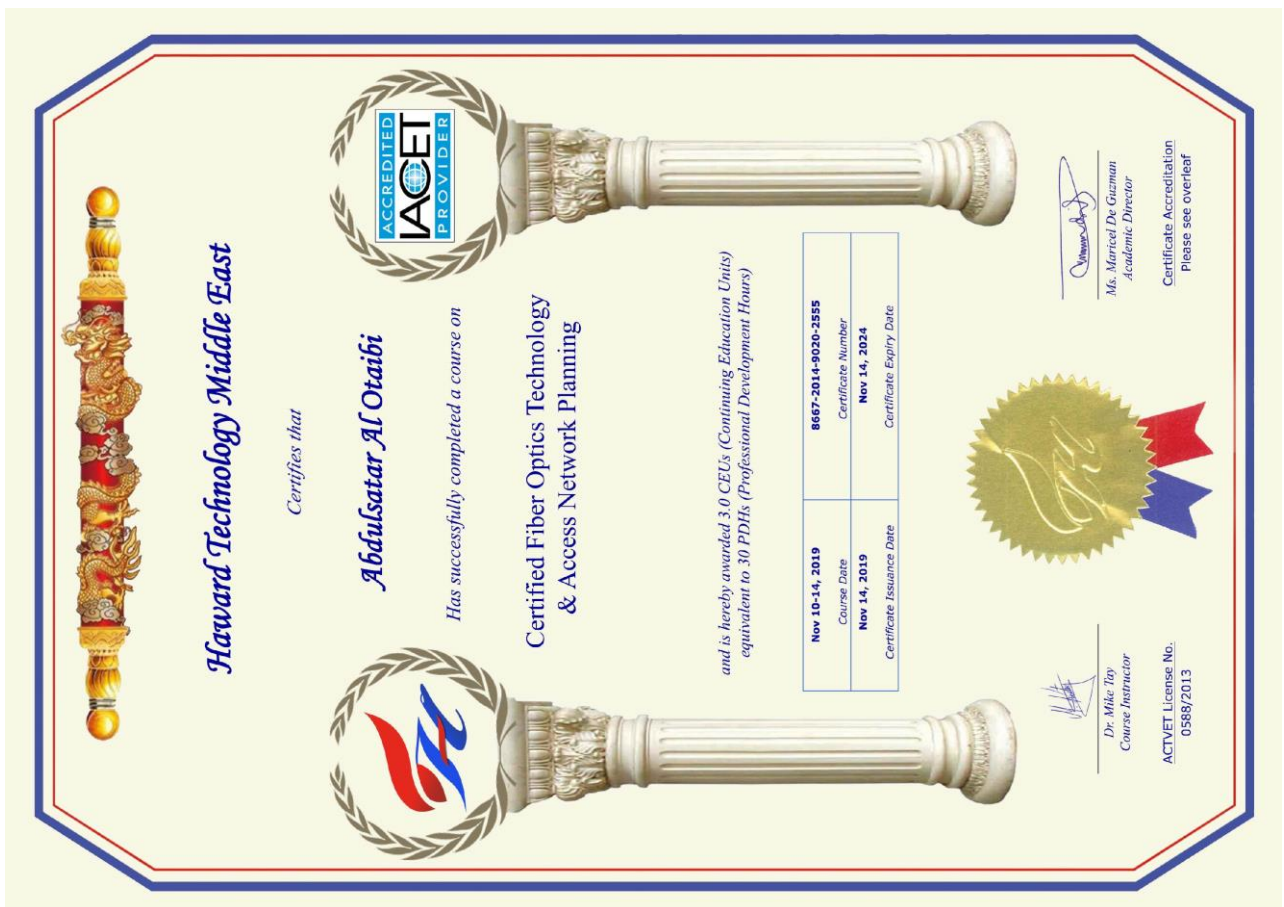 Haward Technology Middle East
Certifies that
Abdulsatar Al Otaibi
Has successfully completed a course on
Certified Fiber Optics Technology
& Access Network Planning
ACCREDITED
IACET
PROVIDER
and is hereby awarded 3.0 CEUs (Continuing Education Units)
equivalent to 30 PDHs (Professional Development Hours)
Nov 10-14, 2019
Course Date
8667-2014-9020-2555
Certificate Number
Nov 14, 2019
Certificate Issuance Date
Nov 14, 2024
Certificate Expiry Date
Dr. Mike Tay
Course Instructor
Ms. Maricel De Guzman
Academic Director
ACTVET License No.
0588/2013
Certificate Accreditation
Please see overleaf